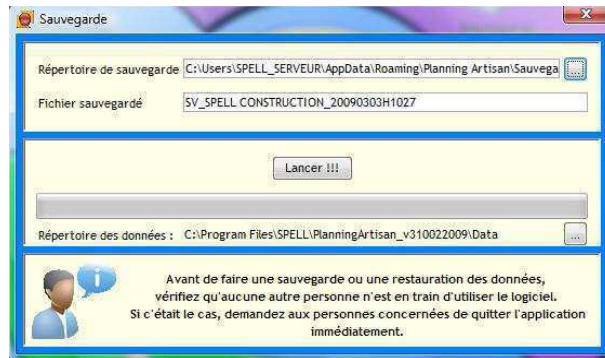 Sauvegarde
Répertoire de sauvegarde C:\Users\SPELL_SERVEUR\AppData\Roaming\Planning Artisan\Sauvega ...
Fichier sauvegardé SV_SPELL CONSTRUCTION_20090303H1027
Lancer !!!
Répertoire des données : C:\Program Files\SPELL\PlanningArtisan_v310022009\Data ...
Avant de faire une sauvegarde ou une restauration des données,
vérifiez qu'aucune autre personne n'est en train d'utiliser le logiciel.
Si c'était le cas, demandez aux personnes concernées de quitter l'application
immédiatement.